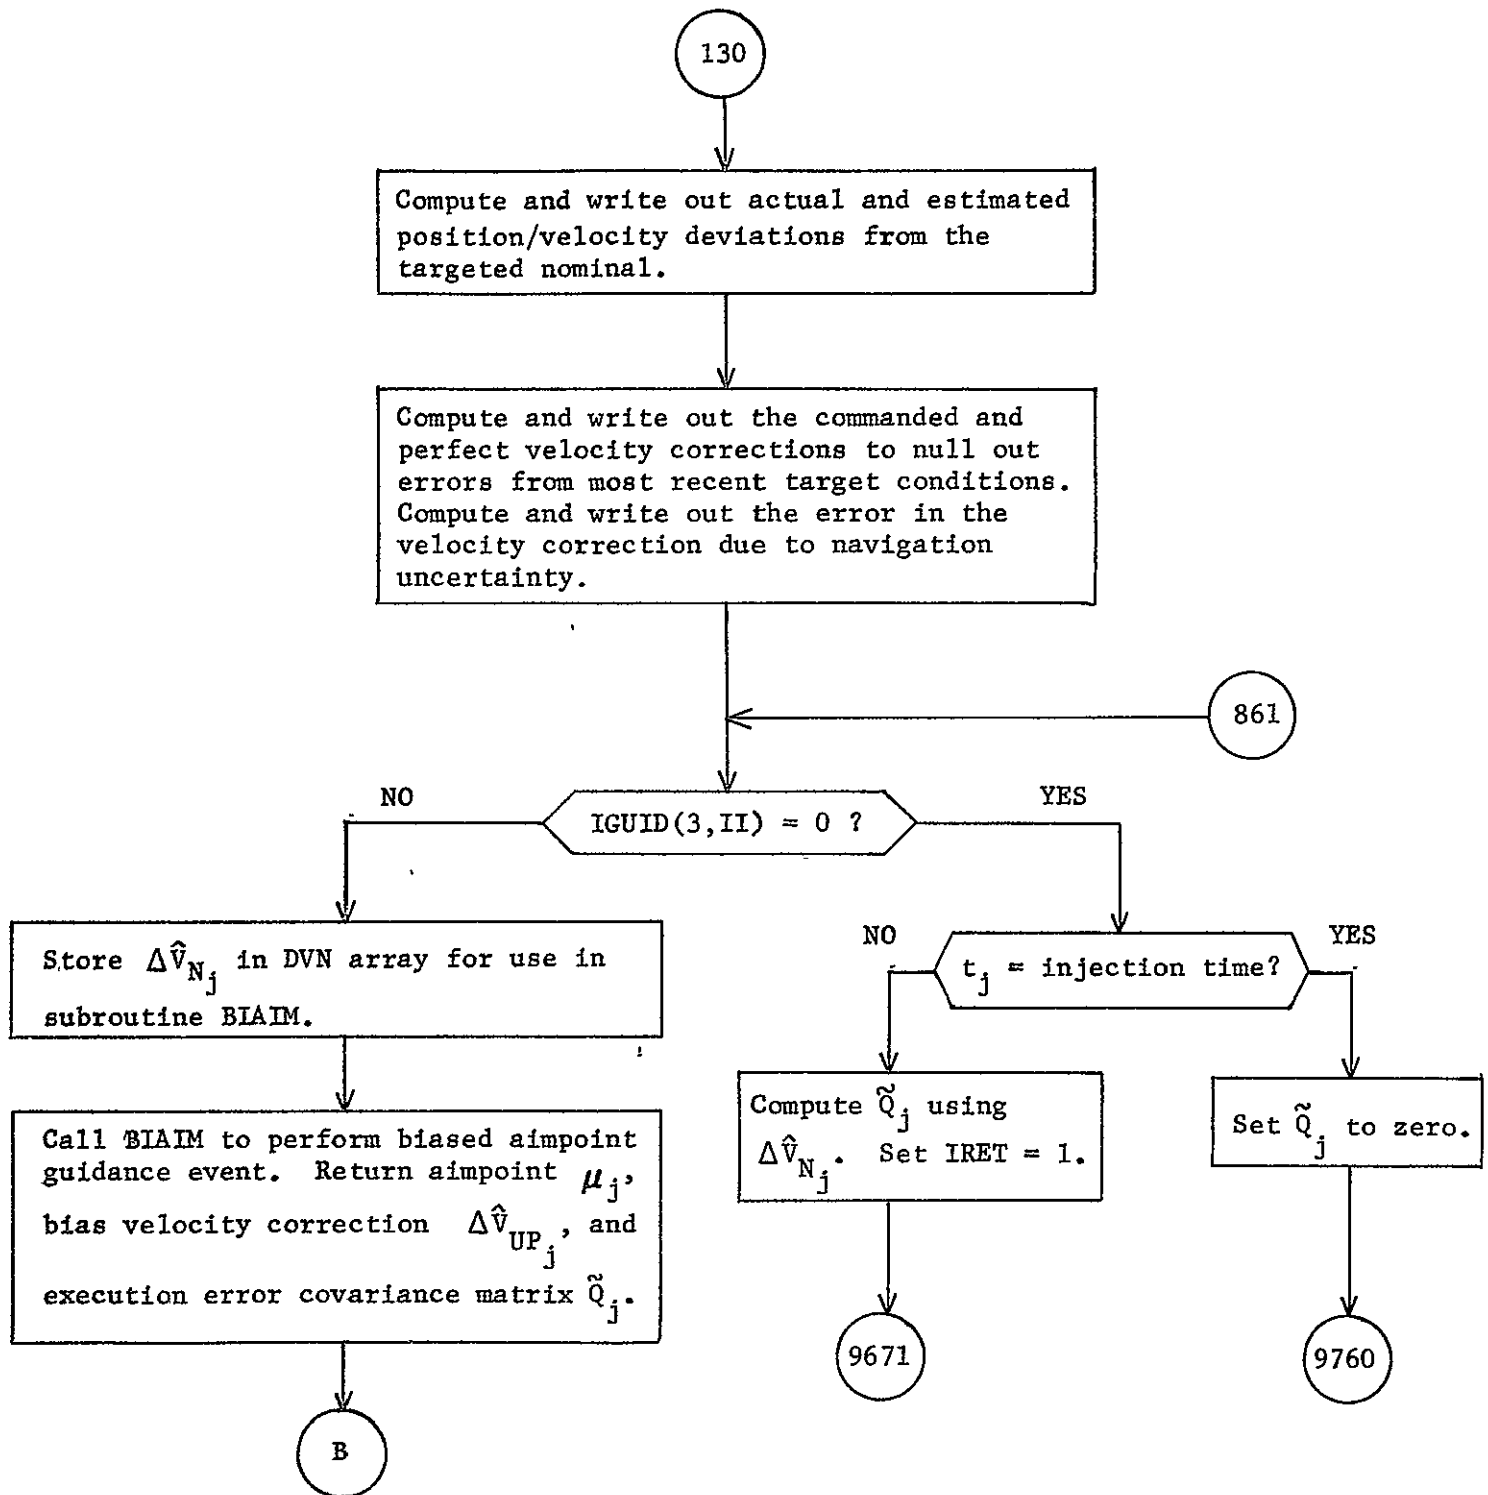 130
Compute and write out actual and estimated
position/velocity deviations from the
targeted nominal.
Compute and write out the commanded and
perfect velocity corrections to null out
errors from most recent target conditions.
Compute and write out the error in the
velocity correction due to navigation
uncertainty.
861
NO
IGUID(3,II) = 0 ?
YES
Store ΔV̂_Nj in DVN array for use in
subroutine BIAIM.
NO
t_j = injection time?
YES
Call BIAIM to perform biased aimpoint
guidance event. Return aimpoint μ_j,
bias velocity correction ΔV̂_UPj, and
execution error covariance matrix Q̃_j.
Compute Q̃_j using
ΔV̂_Nj. Set IRET = 1.
Set Q̃_j to zero.
9671
9760
B